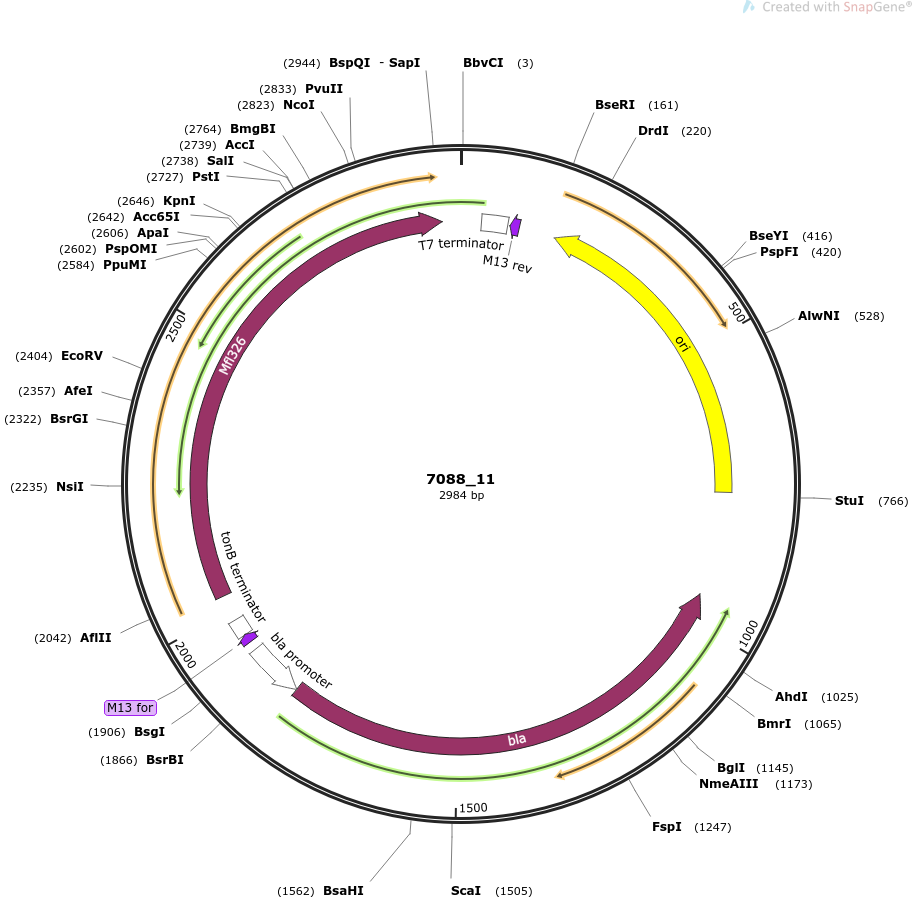 Created with SnapGene®
(2944) BspQI - SapI
BbvCI (3)
(2833) PvuII
(2823) NcoI
BseRI (161)
(2764) BmgBI
DrdI (220)
(2739) AccI
(2738) SalI
(2727) PstI
(2646) KpnI
(2642) Acc65I
(2606) ApaI
(2602) PspOMI
(2584) PpuMI
BseYI (416)
PspFI (420)
T7 terminator
M13 rev
500
AlwNI (528)
2500
ori
Mfl326
(2404) EcoRV
(2357) AfeI
(2322) BsrGI
7088_11
2984 bp
(2235) NsiI
StuI (766)
tonB terminator
(2042) AflII
2000
bla promoter
1000
M13 for
AhdI (1025)
(1906) BsgI
BmrI (1065)
bla
(1866) BsrBI
BglI (1145)
NmeAIII (1173)
1500
FspI (1247)
(1562) BsaHI
ScaI (1505)